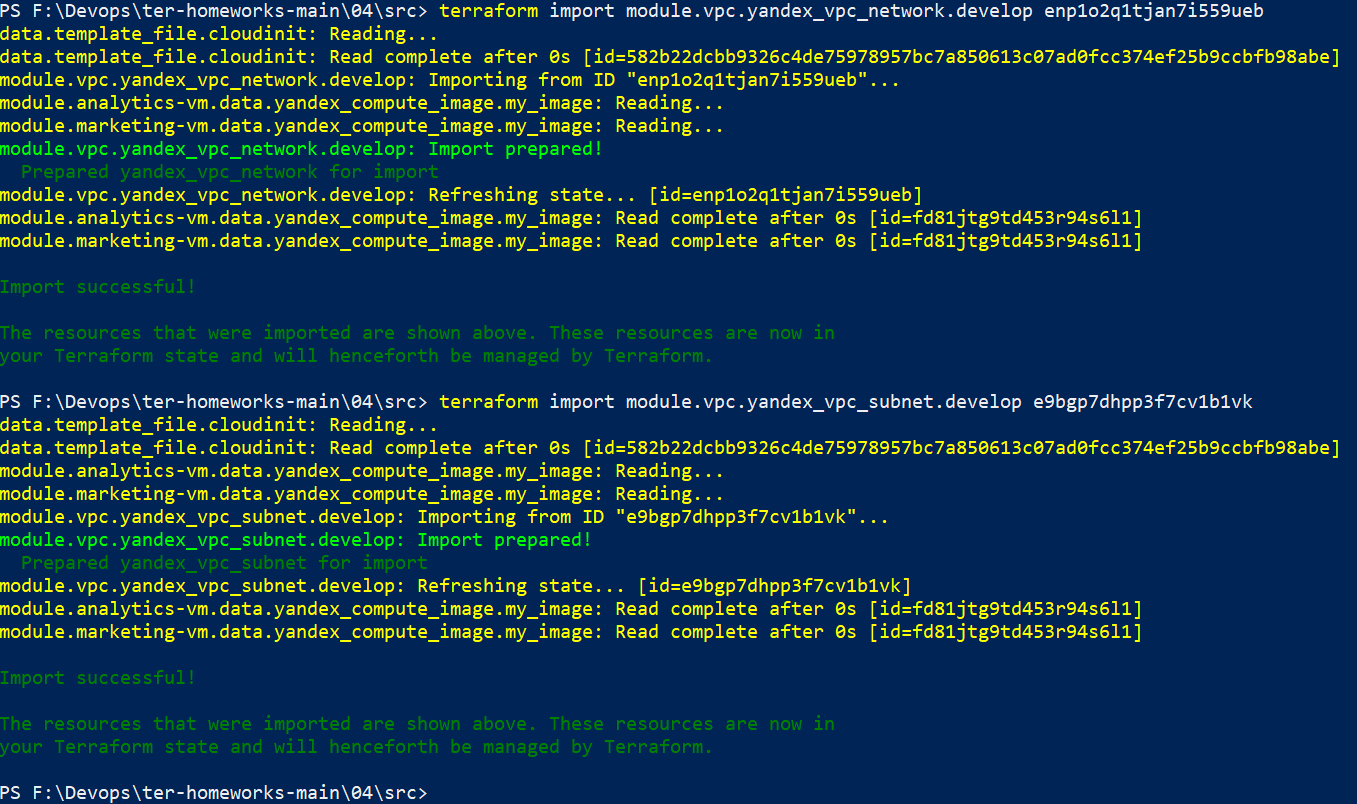 PS F:\Devops\ter-homeworks-main\04\src> terraform import module.vpc.yandex_vpc_network.develop enp1o2q1tjan7i559ueb
data.template_file.cloudinit: Reading...
data.template_file.cloudinit: Read complete after 0s [id=582b22dcbb9326c4de75978957bc7a850613c07ad0fcc374ef25b9ccbfb98abe]
module.vpc.yandex_vpc_network.develop: Importing from ID "enp1o2q1tjan7i559ueb"...
module.analytics-vm.data.yandex_compute_image.my_image: Reading...
module.marketing-vm.data.yandex_compute_image.my_image: Reading...
module.vpc.yandex_vpc_network.develop: Import prepared!
  Prepared yandex_vpc_network for import
module.vpc.yandex_vpc_network.develop: Refreshing state... [id=enp1o2q1tjan7i559ueb]
module.analytics-vm.data.yandex_compute_image.my_image: Read complete after 0s [id=fd81jtg9td453r94s6l1]
module.marketing-vm.data.yandex_compute_image.my_image: Read complete after 0s [id=fd81jtg9td453r94s6l1]
Import successful!
The resources that were imported are shown above. These resources are now in
your Terraform state and will henceforth be managed by Terraform.
PS F:\Devops\ter-homeworks-main\04\src> terraform import module.vpc.yandex_vpc_subnet.develop e9bgp7dhpp3f7cv1b1vk
data.template_file.cloudinit: Reading...
data.template_file.cloudinit: Read complete after 0s [id=582b22dcbb9326c4de75978957bc7a850613c07ad0fcc374ef25b9ccbfb98abe]
module.analytics-vm.data.yandex_compute_image.my_image: Reading...
module.marketing-vm.data.yandex_compute_image.my_image: Reading...
module.vpc.yandex_vpc_subnet.develop: Importing from ID "e9bgp7dhpp3f7cv1b1vk"...
module.vpc.yandex_vpc_subnet.develop: Import prepared!
  Prepared yandex_vpc_subnet for import
module.vpc.yandex_vpc_subnet.develop: Refreshing state... [id=e9bgp7dhpp3f7cv1b1vk]
module.analytics-vm.data.yandex_compute_image.my_image: Read complete after 0s [id=fd81jtg9td453r94s6l1]
module.marketing-vm.data.yandex_compute_image.my_image: Read complete after 0s [id=fd81jtg9td453r94s6l1]
Import successful!
The resources that were imported are shown above. These resources are now in
your Terraform state and will henceforth be managed by Terraform.
PS F:\Devops\ter-homeworks-main\04\src>